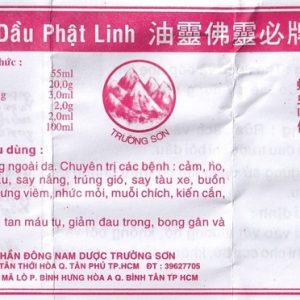 Dầu Phật Linh 油靈佛靈必牌
hức :
55ml
20,0g
3,0ml
2,0g
2,0ml
100ml
TRƯỜNG SƠN
u dùng :
g ngoài da. Chuyên trị các bệnh : cảm, ho,
u, say nắng, trúng gió, say tàu xe, buồn
ưng viêm, nhức mỏi, muỗi chích, kiến cắn,
tan máu tụ, giảm đau trong, bong gân và
HẦN ĐÔNG NAM DƯỢC TRƯỜNG SƠN
TÂN THỚI HÒA Q. TÂN PHÚ TP.HCM ĐT : 39627705
MÃ LÒ P. BÌNH HƯNG HÒA A Q. BÌNH TÂN TP HCM